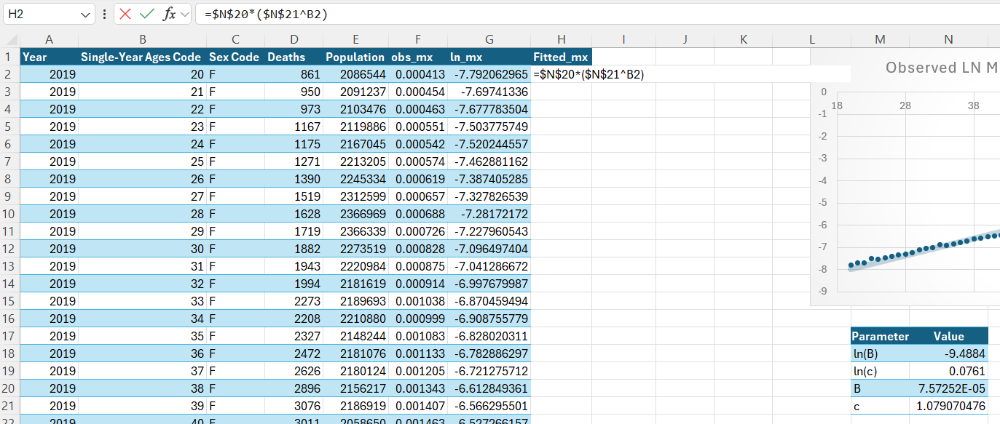 H2 fx =$N$20*($N$21^B2)
A B C D E F G H I J K L M N
1 Year Single-Year Ages Code Sex Code Deaths Population obs_mx ln_mx Fitted_mx
2 2019 20 F 861 2086544 0.000413 -7.792062965 =$N$20*($N$21^B2)
3 2019 21 F 950 2091237 0.000454 -7.69741336
4 2019 22 F 973 2103476 0.000463 -7.677783504
5 2019 23 F 1167 2119886 0.000551 -7.503775749
6 2019 24 F 1175 2167045 0.000542 -7.520244557
7 2019 25 F 1271 2213205 0.000574 -7.462881162
8 2019 26 F 1390 2245334 0.000619 -7.387405285
9 2019 27 F 1519 2312599 0.000657 -7.327826539
10 2019 28 F 1628 2366969 0.000688 -7.28172172
11 2019 29 F 1719 2366339 0.000726 -7.227960543
12 2019 30 F 1882 2273519 0.000828 -7.096497404
13 2019 31 F 1943 2220984 0.000875 -7.041286672
14 2019 32 F 1994 2181619 0.000914 -6.997679987
15 2019 33 F 2273 2189693 0.001038 -6.870459494
16 2019 34 F 2208 2210880 0.000999 -6.908755779
17 2019 35 F 2327 2148244 0.001083 -6.828020311
18 2019 36 F 2472 2181076 0.001133 -6.782886297
19 2019 37 F 2626 2180124 0.001205 -6.721275712
20 2019 38 F 2896 2156217 0.001343 -6.612849361
21 2019 39 F 3076 2186919 0.001407 -6.566295501
22 2019 40 F 3011 2058650 0.001463 -6.527266157
Observed LN M
0
18 28 38
-1
-2
-3
-4
-5
-6
-7
-8
-9
Parameter Value
ln(B) -9.4884
ln(c) 0.0761
B 7.57252E-05
c 1.079070476